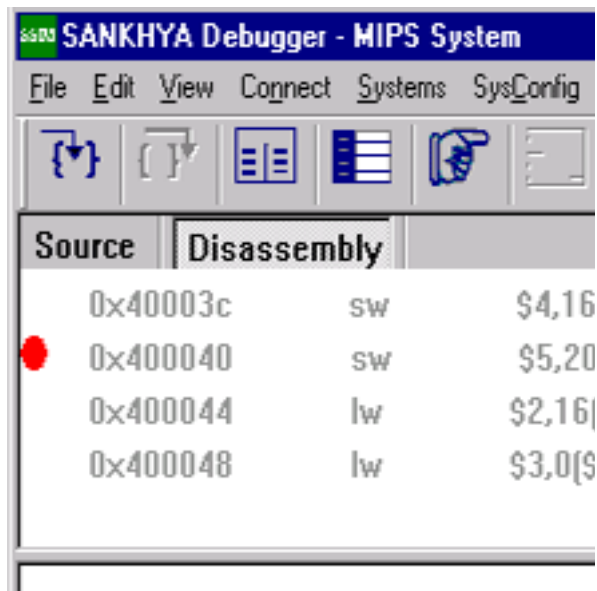 SANKHYA Debugger - MIPS System
File Edit View Connect Systems SysConfig
Source Disassembly
0x40003c sw $4,16
0x400040 sw $5,20
0x400044 lw $2,16(
0x400048 lw $3,0($